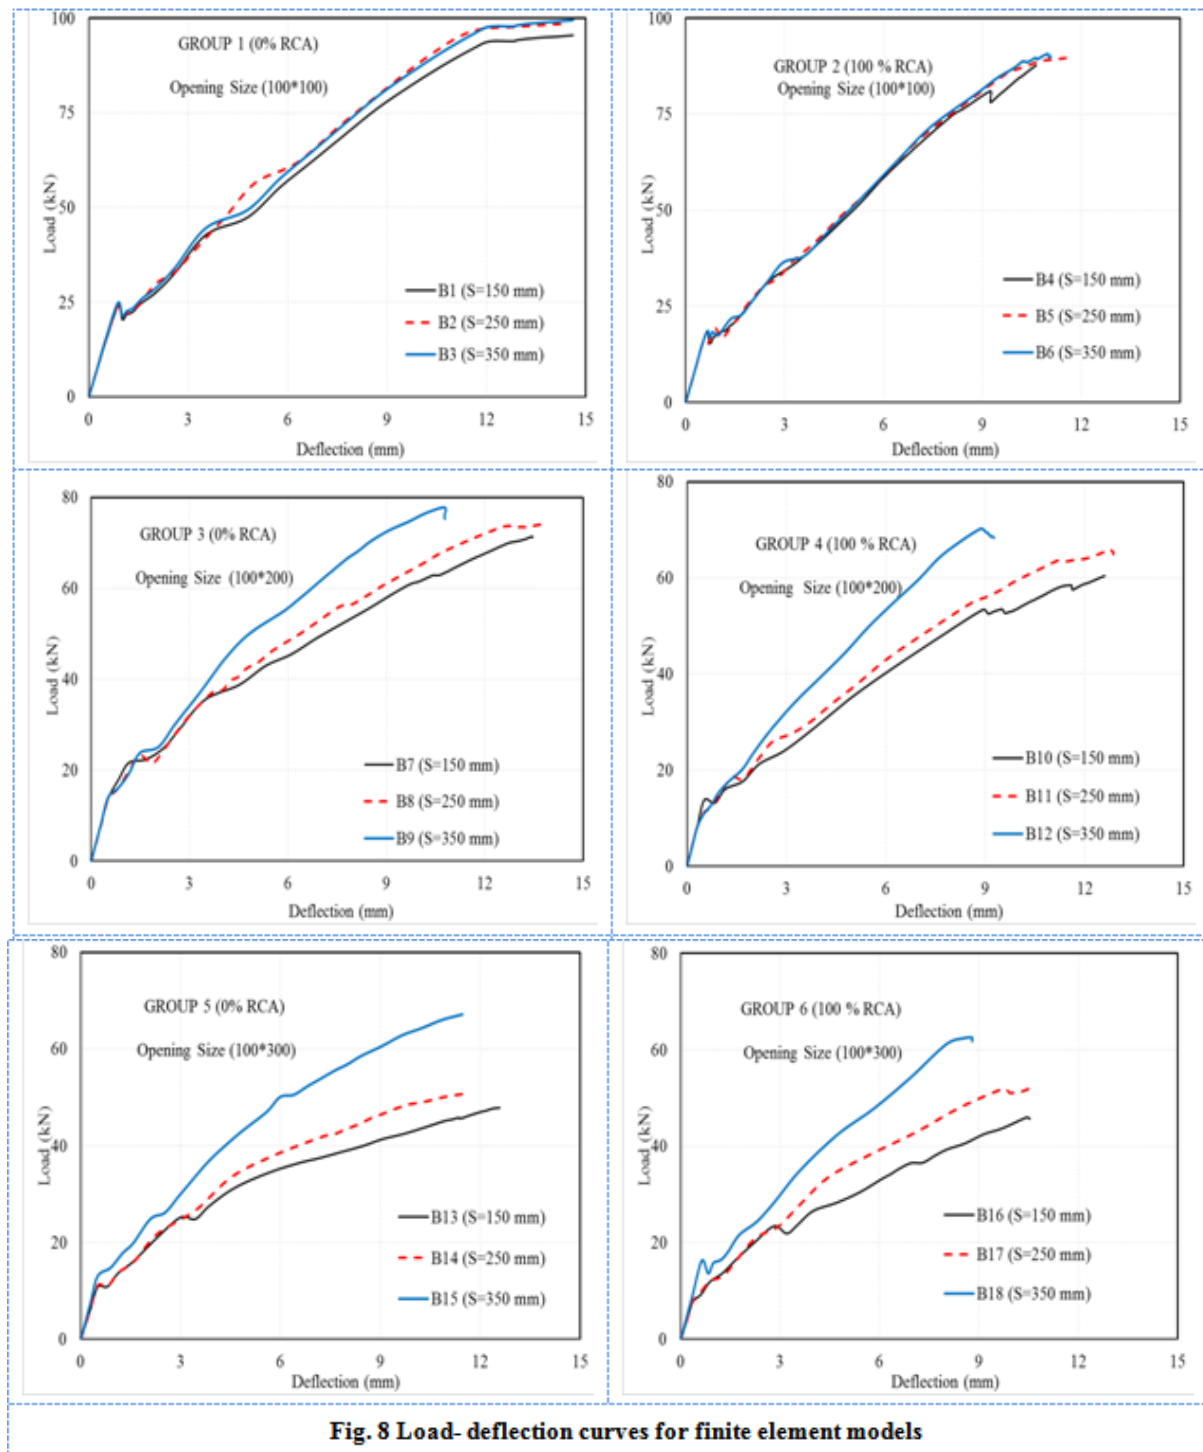 GROUP 1 (0% RCA)
Opening Size (100*100)
Load (kN)
100
75
50
25
0
B1 (S=150 mm)
B2 (S=250 mm)
B3 (S=350 mm)
0 3 6 9 12 15
Deflection (mm)
GROUP 2 (100 % RCA)
Opening Size (100*100)
Load (kN)
100
75
50
25
0
B4 (S=150 mm)
B5 (S=250 mm)
B6 (S=350 mm)
0 3 6 9 12 15
Deflection (mm)
GROUP 3 (0% RCA)
Opening Size (100*200)
Load (kN)
80
60
40
20
0
B7 (S=150 mm)
B8 (S=250 mm)
B9 (S=350 mm)
0 3 6 9 12 15
Deflection (mm)
GROUP 4 (100 % RCA)
Opening Size (100*200)
Load (kN)
80
60
40
20
0
B10 (S=150 mm)
B11 (S=250 mm)
B12 (S=350 mm)
0 3 6 9 12 15
Deflection (mm)
GROUP 5 (0% RCA)
Opening Size (100*300)
Load (kN)
80
60
40
20
0
B13 (S=150 mm)
B14 (S=250 mm)
B15 (S=350 mm)
0 3 6 9 12 15
Deflection (mm)
GROUP 6 (100 % RCA)
Opening Size (100*300)
Load (kN)
80
60
40
20
0
B16 (S=150 mm)
B17 (S=250 mm)
B18 (S=350 mm)
0 3 6 9 12 15
Deflection (mm)
Fig. 8 Load- deflection curves for finite element models